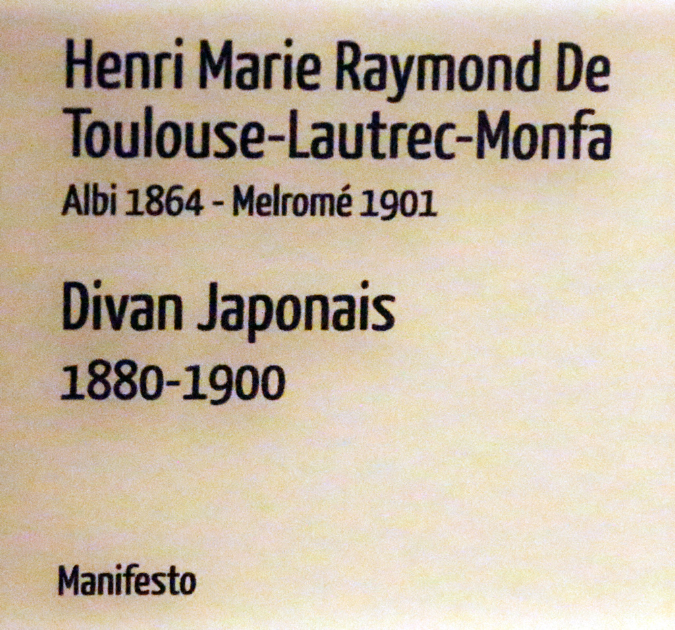 Henri Marie Raymond De
Toulouse-Lautrec-Monfa
Albi 1864 - Melromé 1901
Divan Japonais
1880-1900
Manifesto